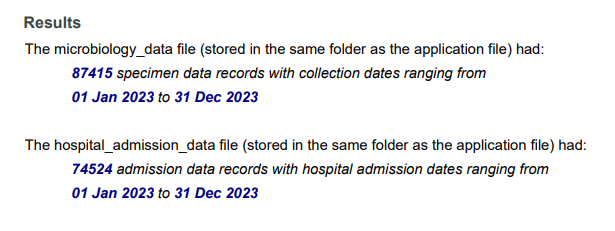 Results
The microbiology_data file (stored in the same folder as the application file) had:
87415 specimen data records with collection dates ranging from
01 Jan 2023 to 31 Dec 2023
The hospital_admission_data file (stored in the same folder as the application file) had:
74524 admission data records with hospital admission dates ranging from
01 Jan 2023 to 31 Dec 2023